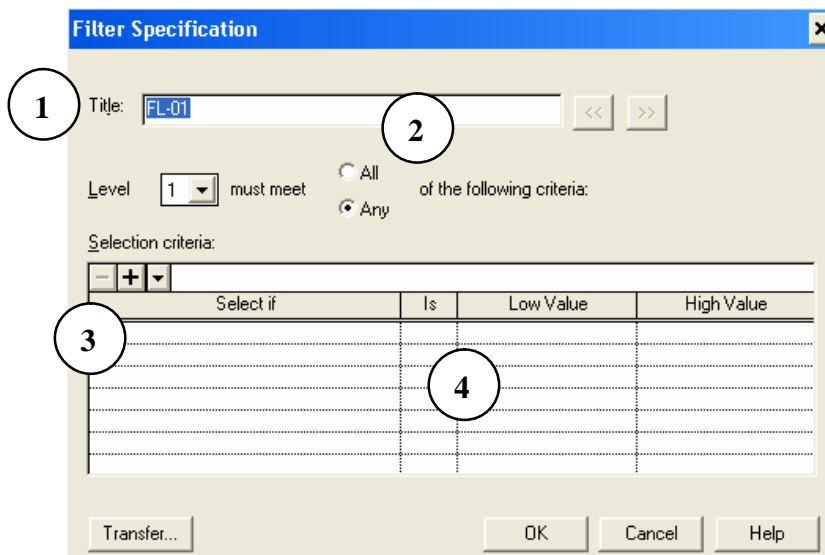 Filter Specification
1
Title: FL-01 << >>
2
Level 1 must meet All of the following criteria:
Any
Selection criteria:
Select if Is Low Value High Value
3
4
Transfer... OK Cancel Help